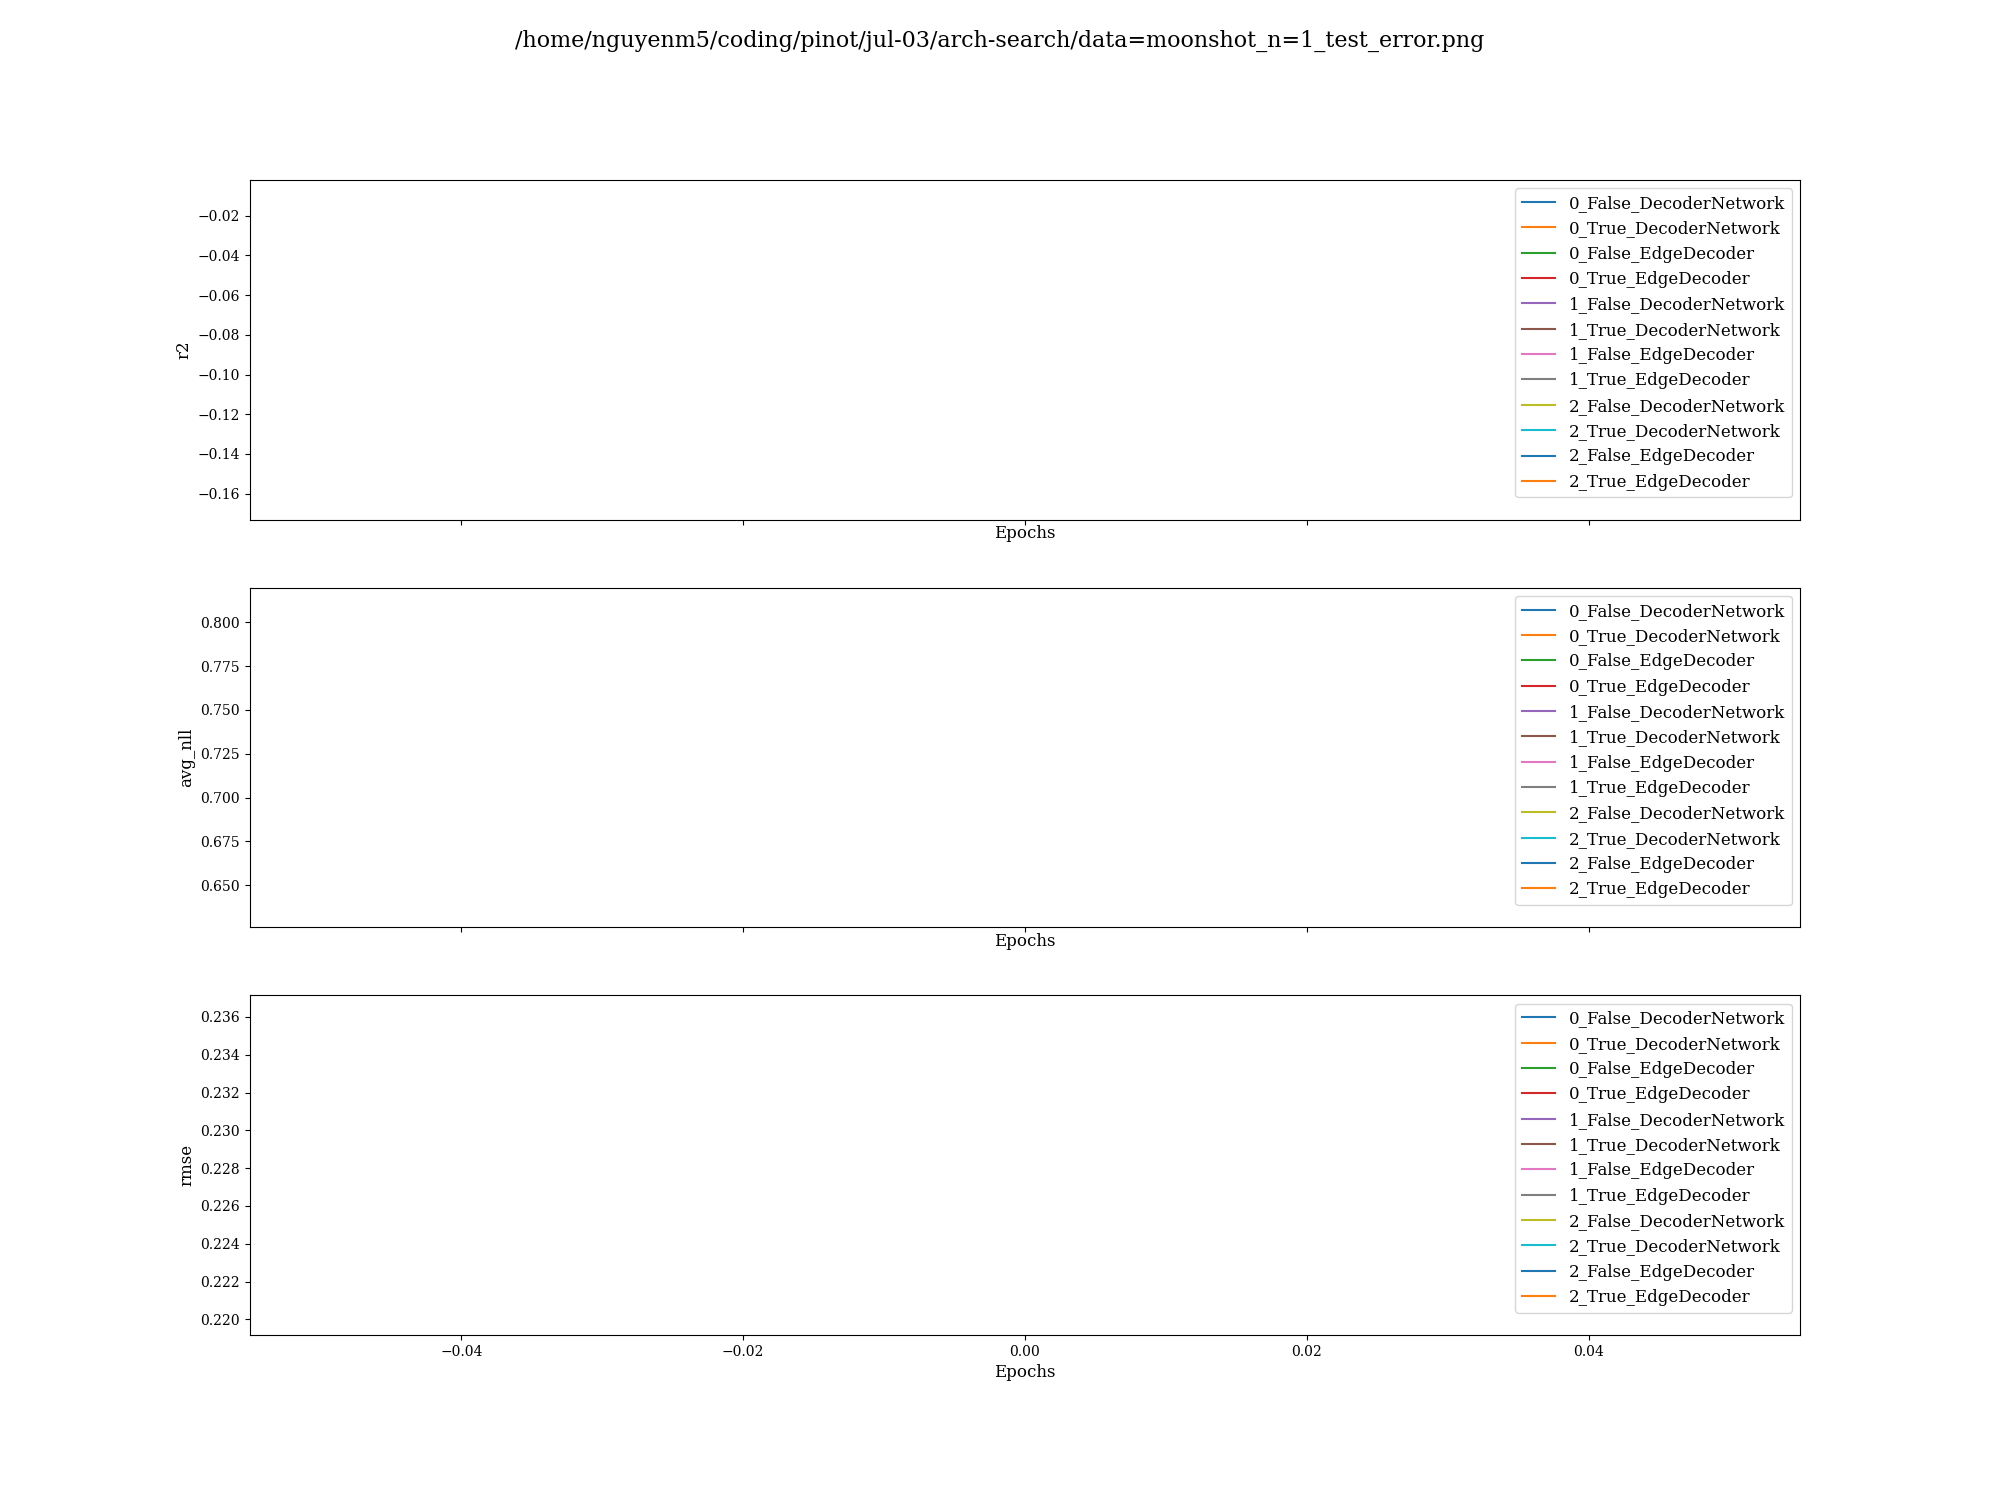 /home/nguyenm5/coding/pinot/jul-03/arch-search/data=moonshot_n=1_test_error.png
r2
−0.02
−0.04
−0.06
−0.08
−0.10
−0.12
−0.14
−0.16
0_False_DecoderNetwork
0_True_DecoderNetwork
0_False_EdgeDecoder
0_True_EdgeDecoder
1_False_DecoderNetwork
1_True_DecoderNetwork
1_False_EdgeDecoder
1_True_EdgeDecoder
2_False_DecoderNetwork
2_True_DecoderNetwork
2_False_EdgeDecoder
2_True_EdgeDecoder
Epochs
avg_nll
0.800
0.775
0.750
0.725
0.700
0.675
0.650
0_False_DecoderNetwork
0_True_DecoderNetwork
0_False_EdgeDecoder
0_True_EdgeDecoder
1_False_DecoderNetwork
1_True_DecoderNetwork
1_False_EdgeDecoder
1_True_EdgeDecoder
2_False_DecoderNetwork
2_True_DecoderNetwork
2_False_EdgeDecoder
2_True_EdgeDecoder
Epochs
rmse
0.236
0.234
0.232
0.230
0.228
0.226
0.224
0.222
0.220
0_False_DecoderNetwork
0_True_DecoderNetwork
0_False_EdgeDecoder
0_True_EdgeDecoder
1_False_DecoderNetwork
1_True_DecoderNetwork
1_False_EdgeDecoder
1_True_EdgeDecoder
2_False_DecoderNetwork
2_True_DecoderNetwork
2_False_EdgeDecoder
2_True_EdgeDecoder
−0.04 −0.02 0.00 0.02 0.04
Epochs